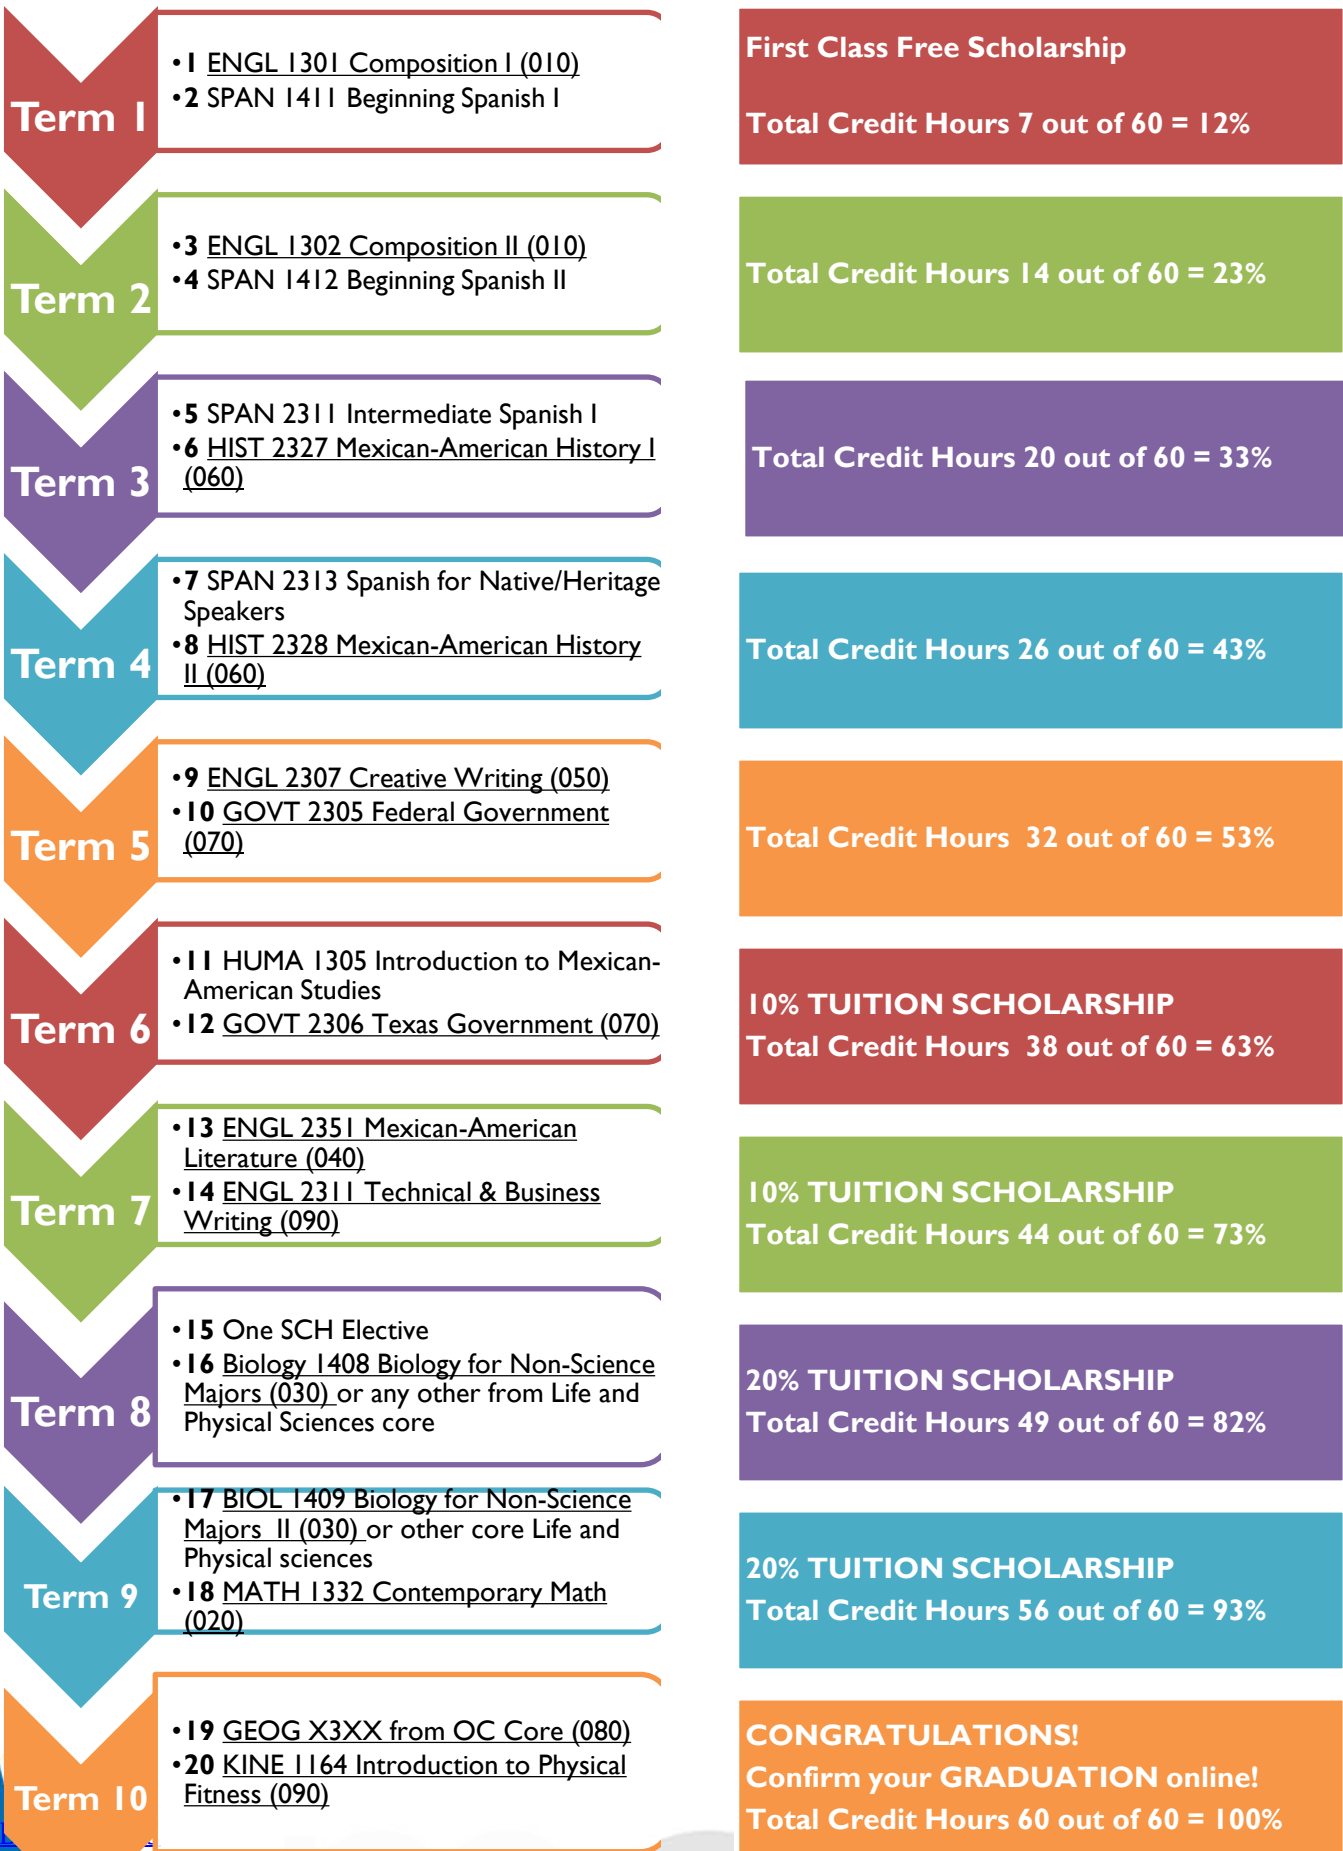 Term 1
•1 ENGL 1301 Composition I (010)
•2 SPAN 1411 Beginning Spanish I
First Class Free Scholarship
Total Credit Hours 7 out of 60 = 12%
Term 2
•3 ENGL 1302 Composition II (010)
•4 SPAN 1412 Beginning Spanish II
Total Credit Hours 14 out of 60 = 23%
Term 3
•5 SPAN 2311 Intermediate Spanish I
•6 HIST 2327 Mexican-American History I
(060)
Total Credit Hours 20 out of 60 = 33%
Term 4
•7 SPAN 2313 Spanish for Native/Heritage
Speakers
•8 HIST 2328 Mexican-American History
II (060)
Total Credit Hours 26 out of 60 = 43%
Term 5
•9 ENGL 2307 Creative Writing (050)
•10 GOVT 2305 Federal Government
(070)
Total Credit Hours  32 out of 60 = 53%
Term 6
•11 HUMA 1305 Introduction to Mexican-
American Studies
•12 GOVT 2306 Texas Government (070)
10% TUITION SCHOLARSHIP
Total Credit Hours  38 out of 60 = 63%
Term 7
•13 ENGL 2351 Mexican-American
Literature (040)
•14 ENGL 2311 Technical & Business
Writing (090)
10% TUITION SCHOLARSHIP
Total Credit Hours 44 out of 60 = 73%
Term 8
•15 One SCH Elective
•16 Biology 1408 Biology for Non-Science
Majors (030) or any other from Life and
Physical Sciences core
20% TUITION SCHOLARSHIP
Total Credit Hours 49 out of 60 = 82%
Term 9
•17 BIOL 1409 Biology for Non-Science
Majors  II (030) or other core Life and
Physical sciences
•18 MATH 1332 Contemporary Math
(020)
20% TUITION SCHOLARSHIP
Total Credit Hours 56 out of 60 = 93%
Term 10
•19 GEOG X3XX from OC Core (080)
•20 KINE 1164 Introduction to Physical
Fitness (090)
CONGRATULATIONS!
Confirm your GRADUATION online!
Total Credit Hours 60 out of 60 = 100%